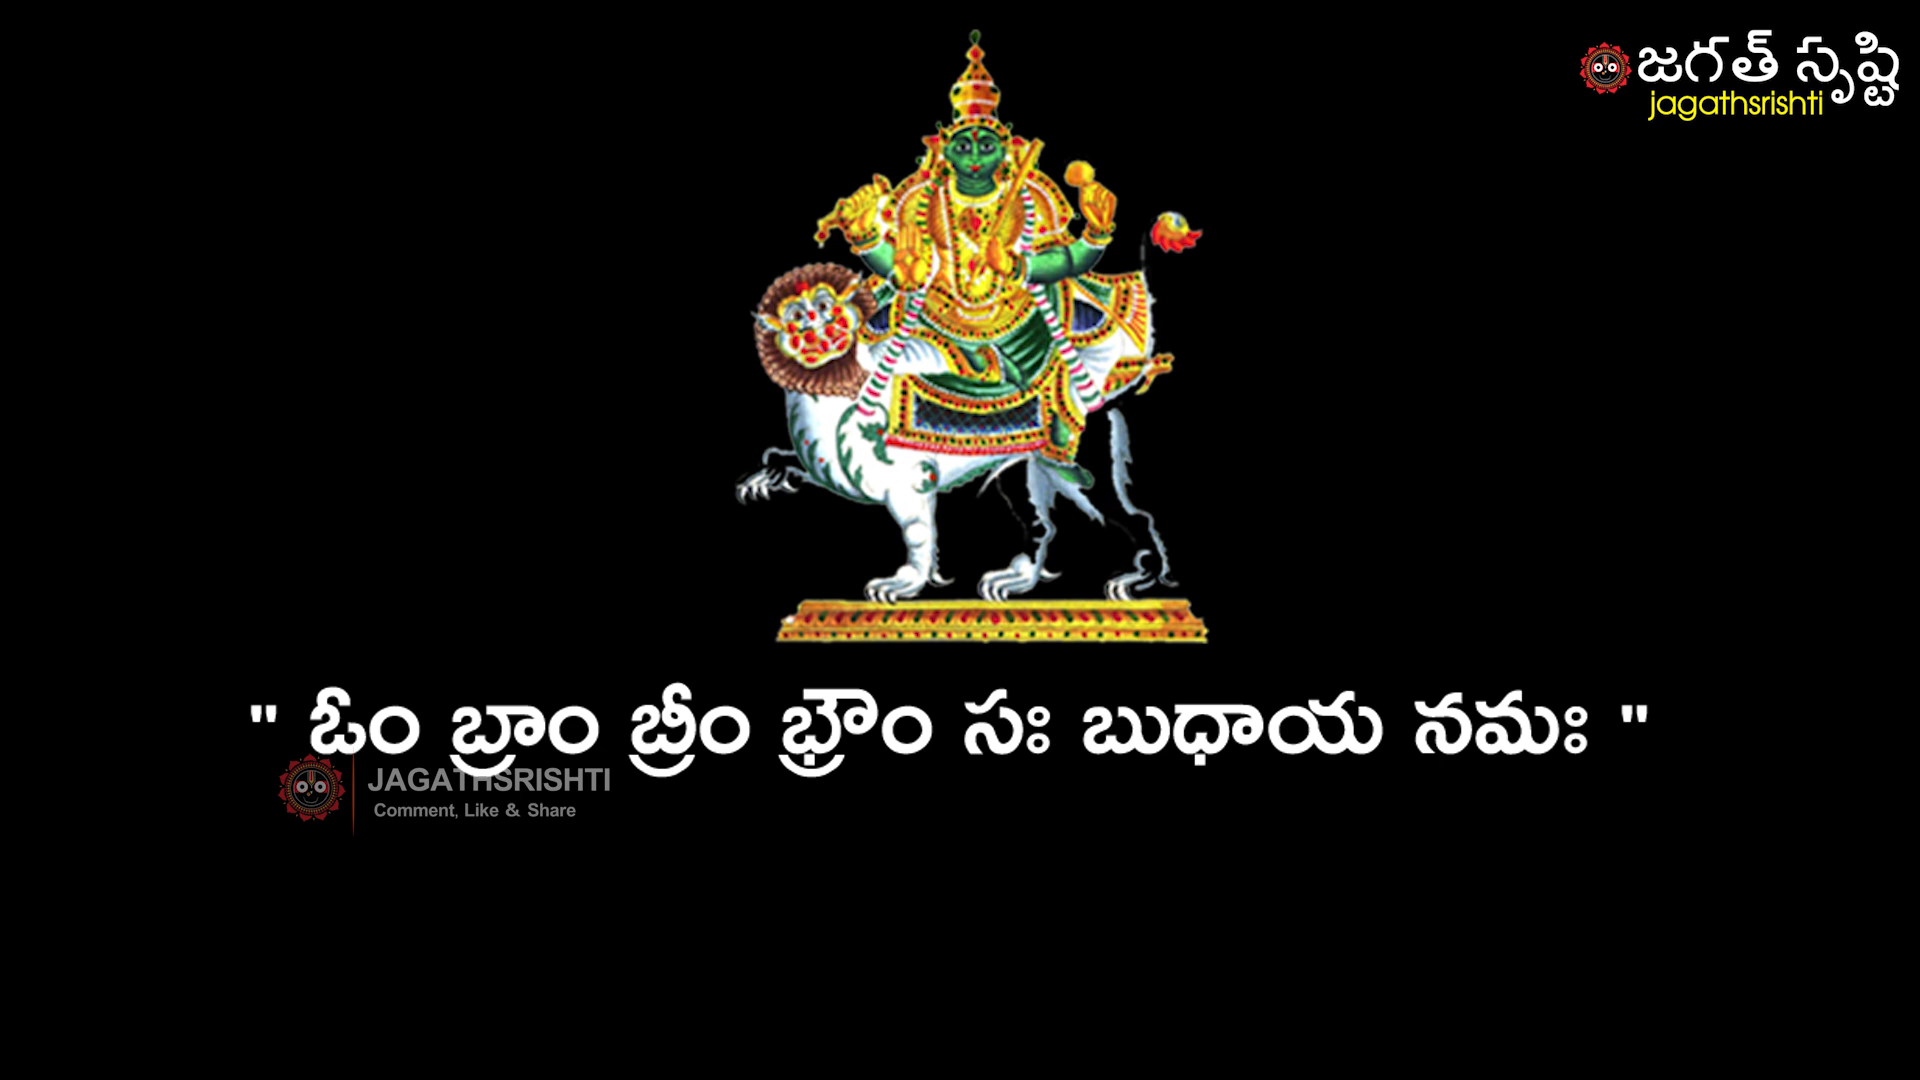 జగత్ సృష్టి
jagathsrishti
" ఓం బ్రాం బ్రీం భ్రౌం సః బుధాయ నమః "
JAGATHSRISHTI
Comment, Like & Share